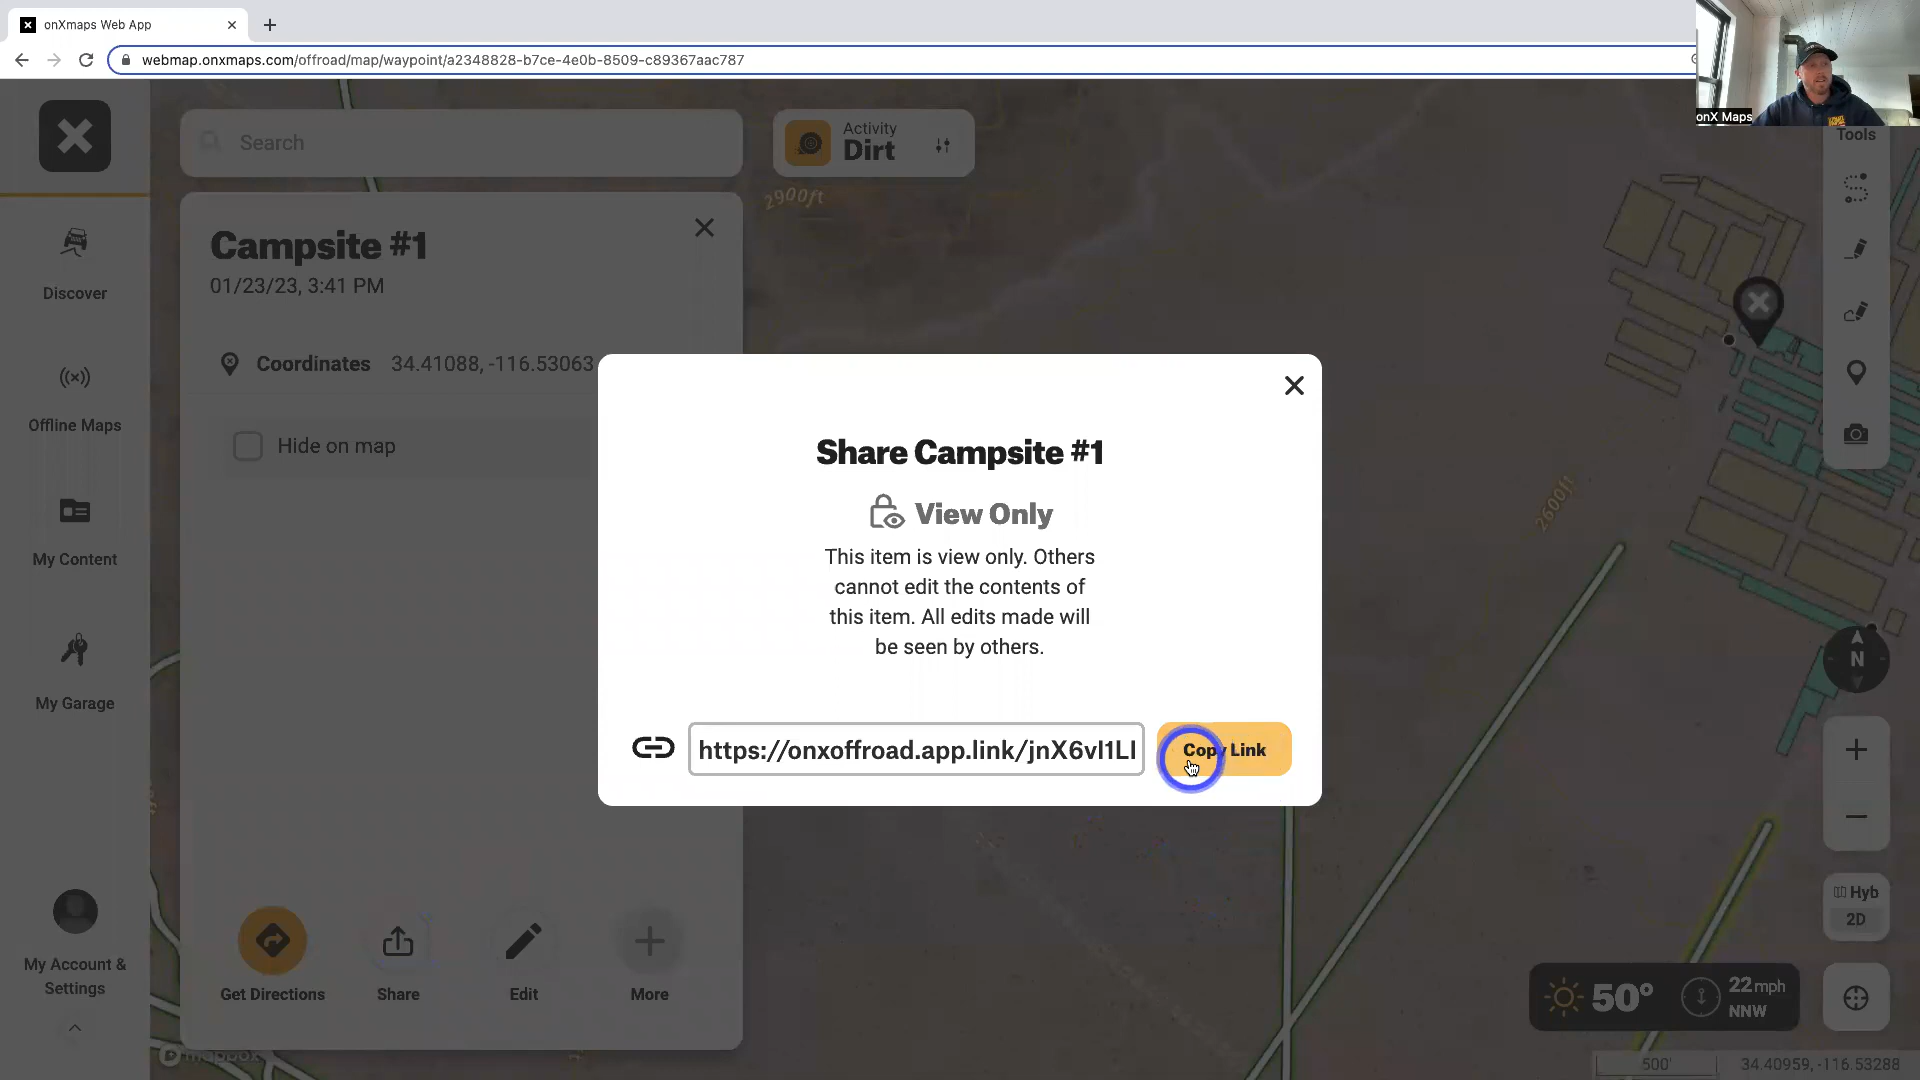 onXmaps Web App
webmap.onxmaps.com/offroad/map/waypoint/a2348828-b7ce-4e0b-8509-c89367aac787
onX Maps
Search
Activity
Dirt
Tools
2900ft
Campsite #1
01/23/23, 3:41 PM
Discover
Coordinates 34.41088, -116.53063
Offline Maps
Hide on map
Share Campsite #1
View Only
This item is view only. Others
cannot edit the contents of
this item. All edits made will
be seen by others.
2600ft
My Content
My Garage
N
https://onxoffroad.app.link/jnX6vI1LI
Copy Link
Hyb
2D
My Account &
Settings
Get Directions
Share
Edit
More
50°
22 mph
NNW
mapbox
500'
34.40959, -116.53288